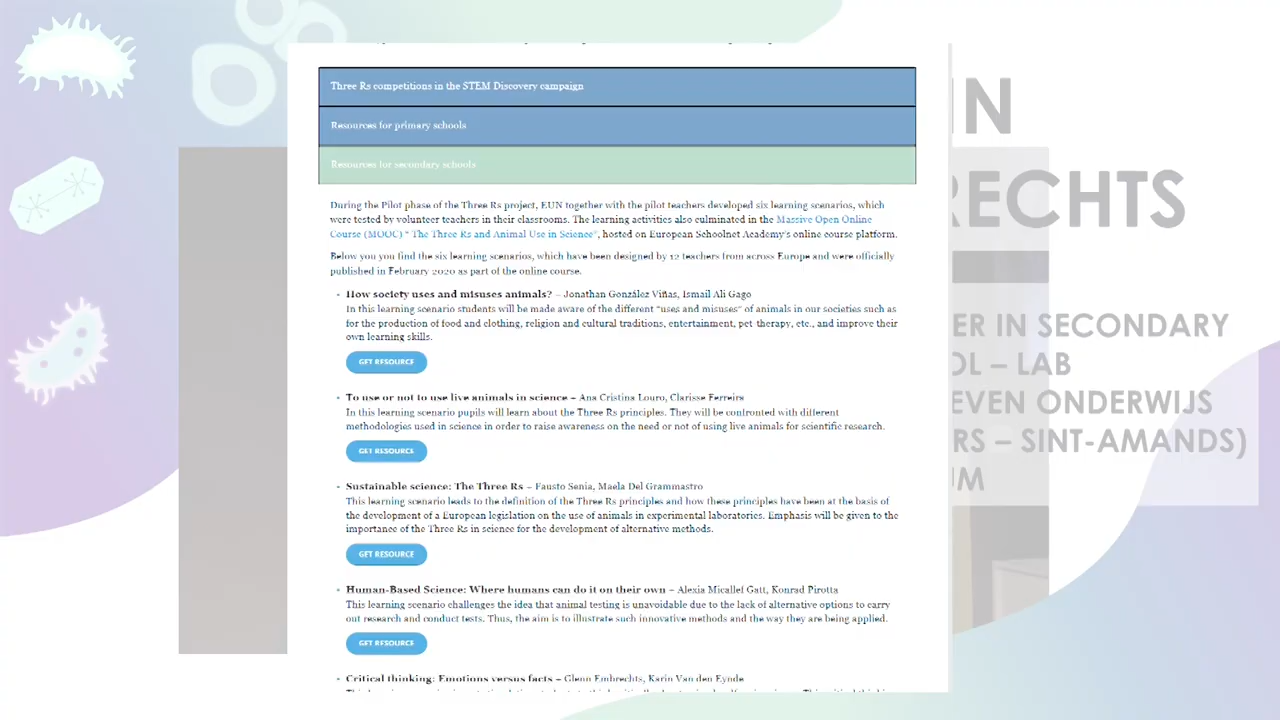 Three Rs competitions in the STEM Discovery campaign
Resources for primary schools
Resources for secondary schools
During the Pilot phase of the Three Rs project, EUN together with the pilot teachers developed six learning scenarios, which
were tested by volunteer teachers in their classrooms. The learning activities also culminated in the Massive Open Online
Course (MOOC) “ The Three Rs and Animal Use in Science”, hosted on European Schoolnet Academy's online course platform.
Below you you find the six learning scenarios, which have been designed by 12 teachers from across Europe and were officially
published in February 2020 as part of the online course.
How society uses and misuses animals? – Jonathan González Viñas, Ismail Ali Gago
In this learning scenario students will be made aware of the different “uses and misuses” of animals in our societies such as
for the production of food and clothing, religion and cultural traditions, entertainment, pet therapy, etc., and improve their
own learning skills.
GET RESOURCE
To use or not to use live animals in science – Ana Cristina Louro, Clarisse Ferreira
In this learning scenario pupils will learn about the Three Rs principles. They will be confronted with different
methodologies used in science in order to raise awareness on the need or not of using live animals for scientific research.
GET RESOURCE
Sustainable science: The Three Rs – Fausto Senia, Maela Del Grammastro
This learning scenario leads to the definition of the Three Rs principles and how these principles have been at the basis of
the development of a European legislation on the use of animals in experimental laboratories. Emphasis will be given to the
importance of the Three Rs in science for the development of alternative methods.
GET RESOURCE
Human-Based Science: Where humans can do it on their own – Alexia Micallef Gatt, Konrad Pirotta
This learning scenario challenges the idea that animal testing is unavoidable due to the lack of alternative options to carry
out research and conduct tests. Thus, the aim is to illustrate such innovative methods and the way they are being applied.
GET RESOURCE
Critical thinking: Emotions versus facts – Glenn Embrechts, Karin Van den Eynde
IN
RECHTS
ER IN SECONDARY
OL – LAB
EVEN ONDERWIJS
RS – SINT-AMANDS)
UM